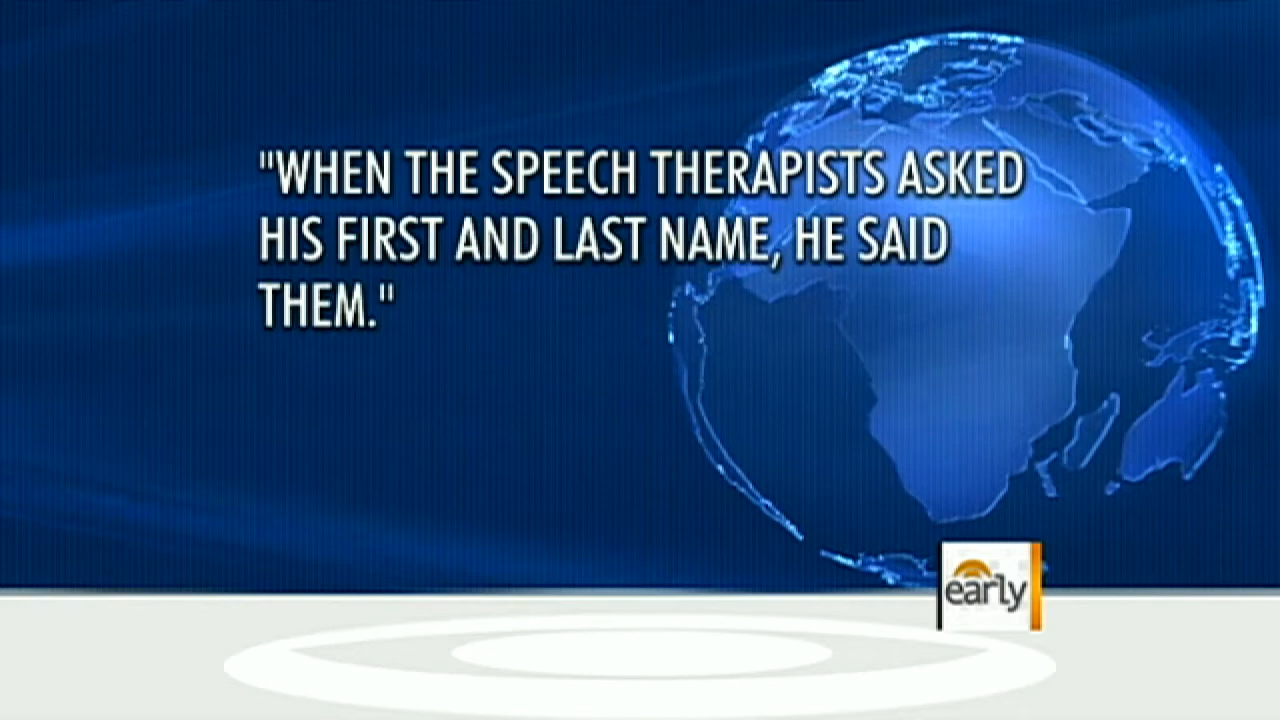 "WHEN THE SPEECH THERAPISTS ASKED
HIS FIRST AND LAST NAME, HE SAID
THEM."
early